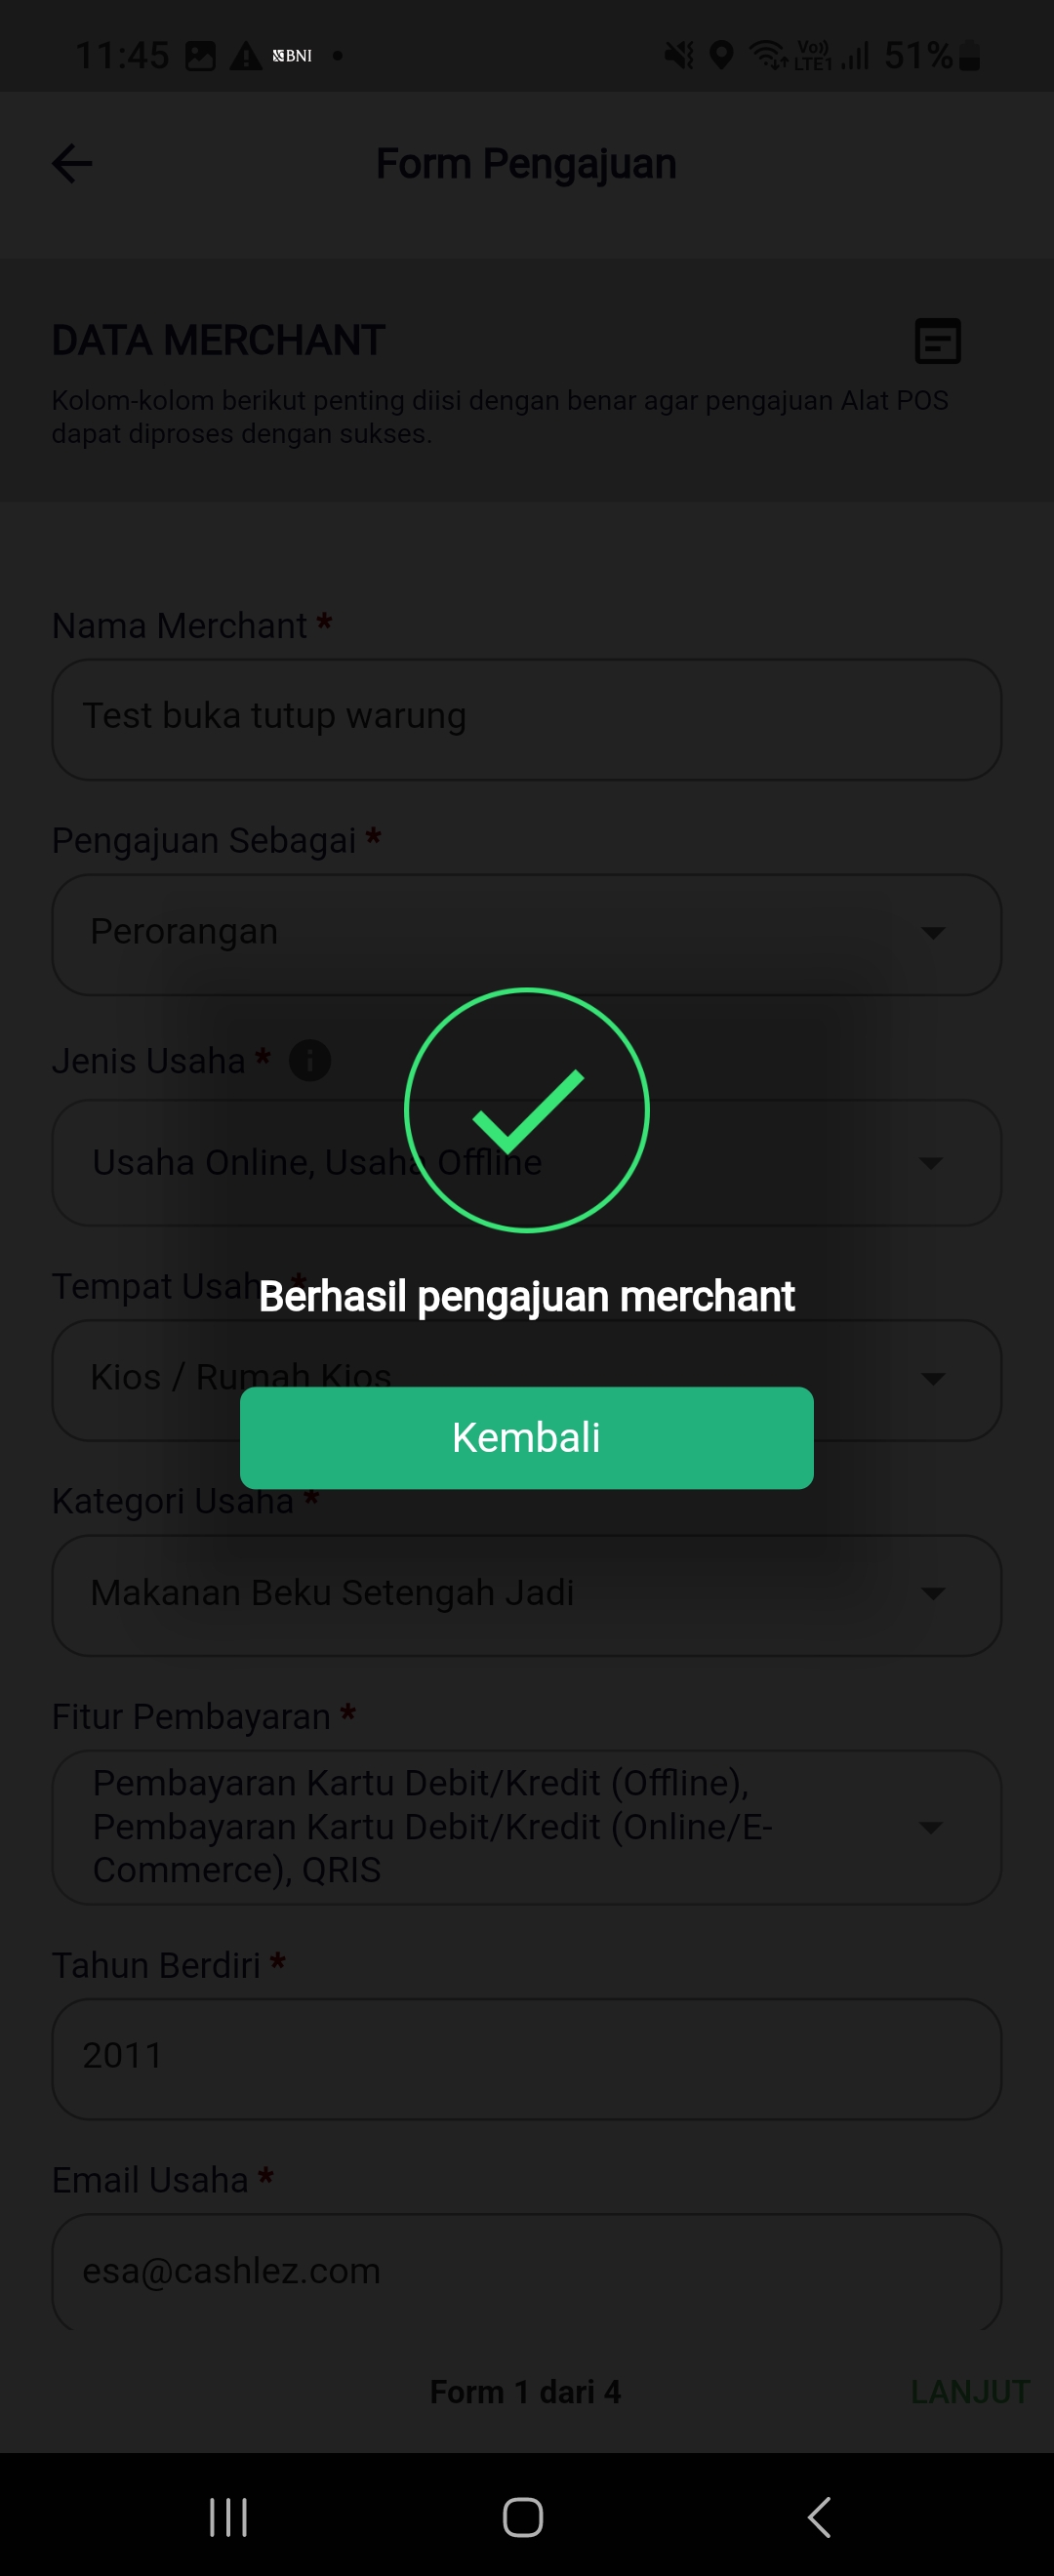 11:45 BNI Vo)) LTE1 51%
Form Pengajuan
DATA MERCHANT
Kolom-kolom berikut penting diisi dengan benar agar pengajuan Alat POS
dapat diproses dengan sukses.
Nama Merchant *
Test buka tutup warung
Pengajuan Sebagai *
Perorangan
Jenis Usaha * i
Usaha Online, Usaha Offline
Tempat Usaha *
Berhasil pengajuan merchant
Kios / Rumah Kios
Kembali
Kategori Usaha *
Makanan Beku Setengah Jadi
Fitur Pembayaran *
Pembayaran Kartu Debit/Kredit (Offline),
Pembayaran Kartu Debit/Kredit (Online/E-
Commerce), QRIS
Tahun Berdiri *
2011
Email Usaha *
esa@cashlez.com
Form 1 dari 4
LANJUT